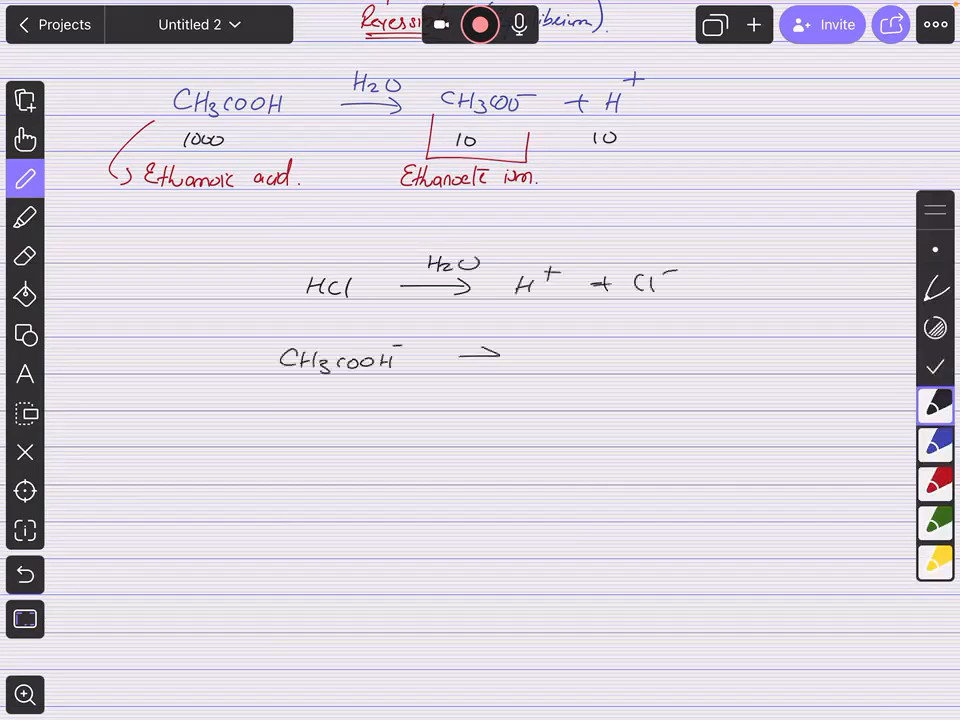 Projects Untitled 2 Invite
H2O
CH3COOH → CH3COO⁻ + H⁺
1000 10 10
Ethanoic acid. Ethanoate ion.
H2O
HCl → H⁺ + Cl⁻
CH3COOH⁻ →
A